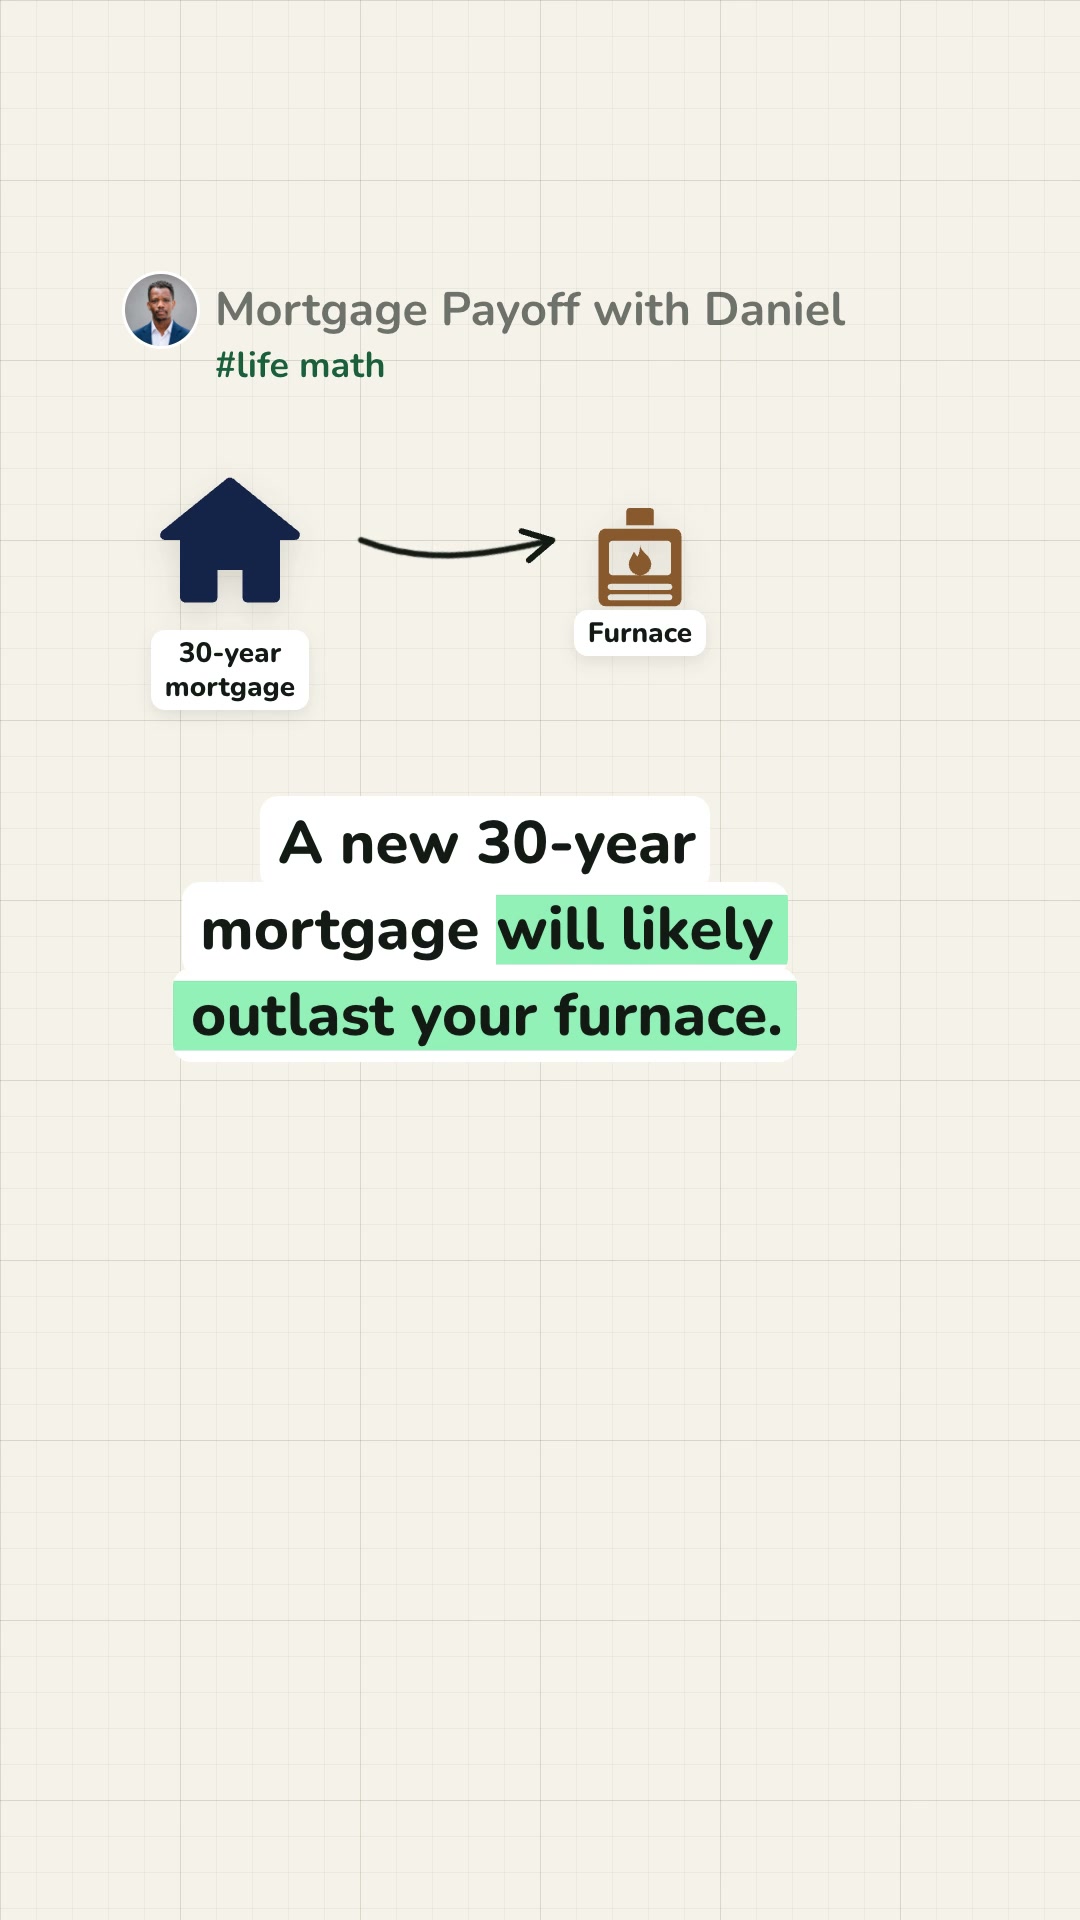 Mortgage Payoff with Daniel
#life math
30-year
mortgage
Furnace
A new 30-year
mortgage will likely
outlast your furnace.